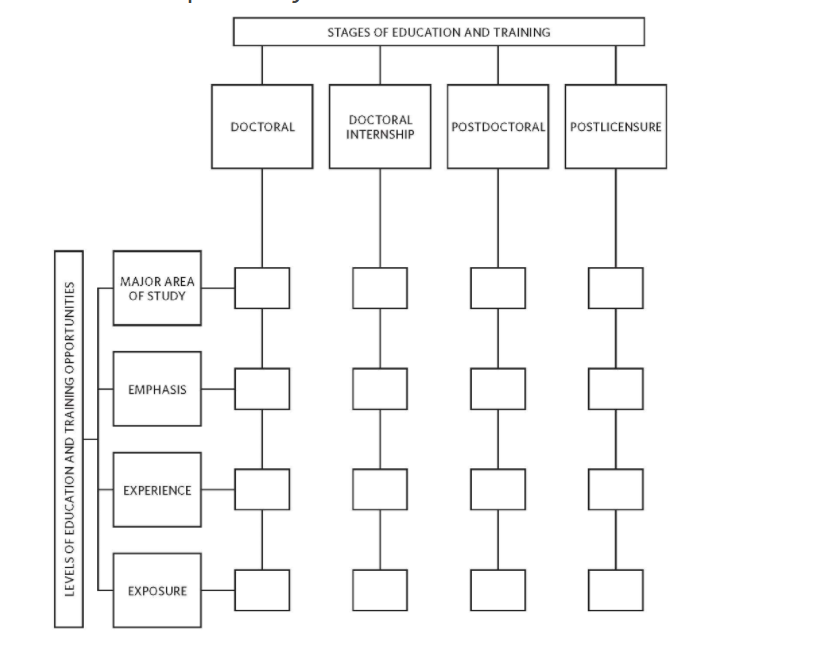 STAGES OF EDUCATION AND TRAINING
DOCTORAL
DOCTORAL
INTERNSHIP
POSTDOCTORAL
POSTLICENSURE
LEVELS OF EDUCATION AND TRAINING OPPORTUNITIES
MAJOR AREA
OF STUDY
EMPHASIS
EXPERIENCE
EXPOSURE